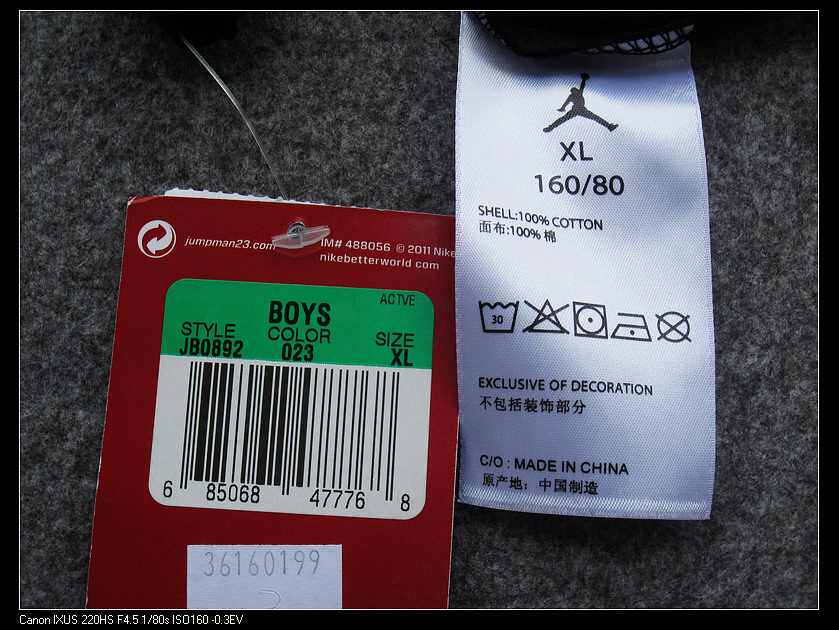 jumpman23.com
IM# 488056 © 2011 Nike
nikebetterworld.com
ACTVE
BOYS
STYLE COLOR SIZE
JB0892 023 XL
6 85068 47776 8
36160199
XL
160/80
SHELL:100% COTTON
面布:100% 棉
30
EXCLUSIVE OF DECORATION
不包括装饰部分
C/O : MADE IN CHINA
原产地: 中国制造
Canon IXUS 220HS F4.5 1/80s ISO160 -0.3EV